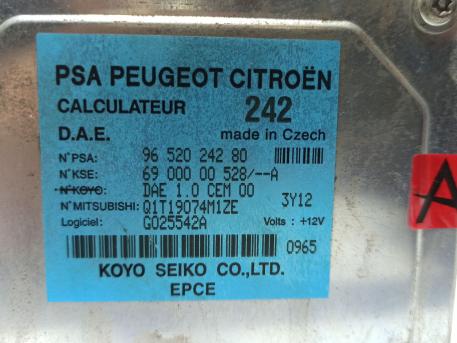 PSA PEUGEOT CITROËN
CALCULATEUR 242
D.A.E. made in Czech
N°PSA: 96 520 242 80
N°KSE: 69 000 00 528/--A
N°KOYO: DAE 1.0 CEM 00 3Y12
N°MITSUBISHI: Q1T19074M1ZE
Logiciel: G025542A Volts : +12V
0965
KOYO SEIKO CO.,LTD.
EPCE
A